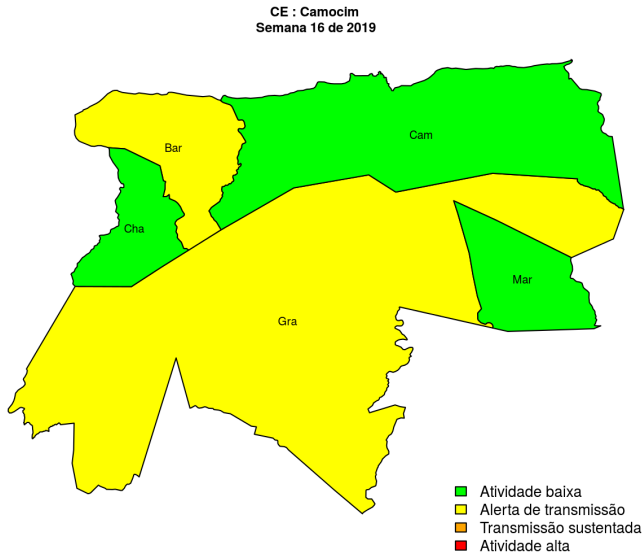 CE : Camocim
Semana 16 de 2019
Bar
Cam
Cha
Mar
Gra
Atividade baixa
Alerta de transmissão
Transmissão sustentada
Atividade alta